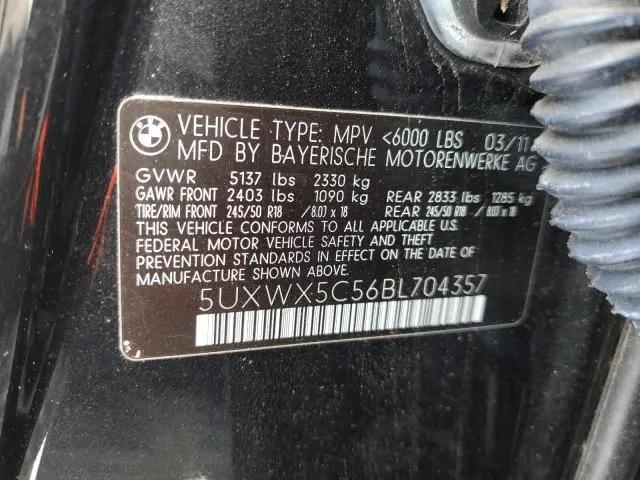 BMW
VEHICLE TYPE: MPV <6000 LBS 03/11
MFD BY BAYERISCHE MOTORENWERKE AG
GVWR 5137 lbs 2330 kg
GAWR FRONT 2403 lbs 1090 kg REAR 2833 lbs 1285 kg
TIRE/RIM FRONT 245/50 R18 /8.07 x 18 REAR 245/50 R18 /8.07 x 18
THIS VEHICLE CONFORMS TO ALL APPLICABLE U.S.
FEDERAL MOTOR VEHICLE SAFETY AND THEFT
PREVENTION STANDARDS IN EFFECT ON THE DATE OF
MANUFACTURE SHOWN ABOVE.
5UXWX5C56BL704357